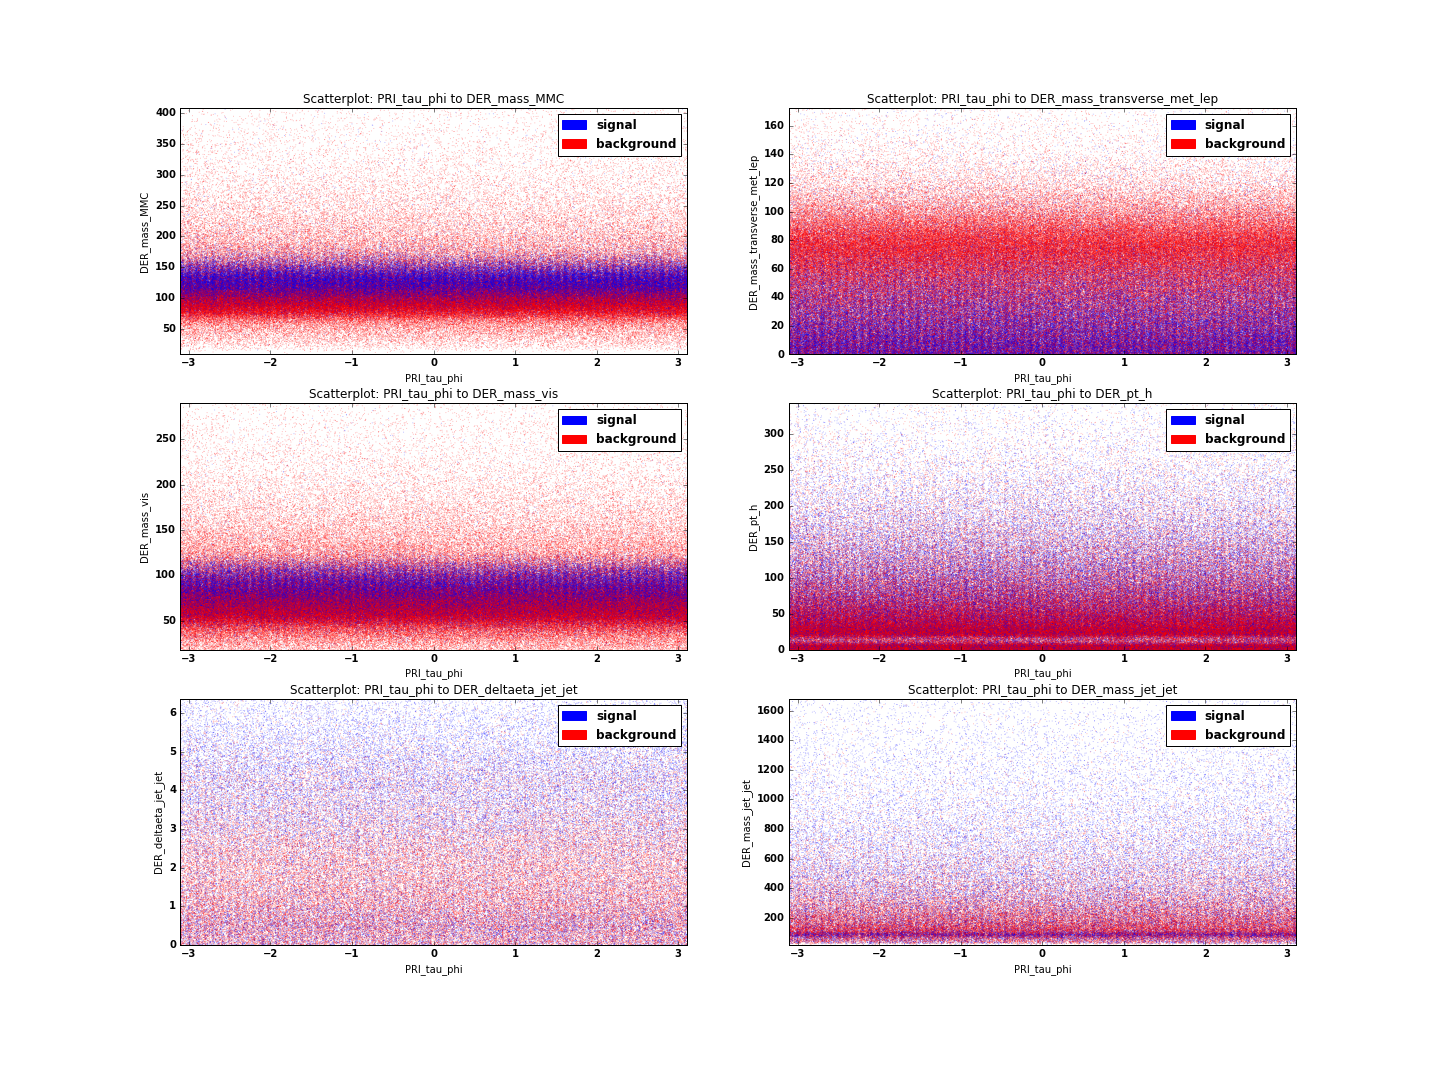 Scatterplot: PRI_tau_phi to DER_mass_MMC
400
350
300
250
200
150
100
50
DER_mass_MMC
signal
background
−3 −2 −1 0 1 2 3
PRI_tau_phi
Scatterplot: PRI_tau_phi to DER_mass_transverse_met_lep
160
140
120
100
80
60
40
20
0
DER_mass_transverse_met_lep
signal
background
−3 −2 −1 0 1 2 3
PRI_tau_phi
Scatterplot: PRI_tau_phi to DER_mass_vis
250
200
150
100
50
DER_mass_vis
signal
background
−3 −2 −1 0 1 2 3
PRI_tau_phi
Scatterplot: PRI_tau_phi to DER_pt_h
300
250
200
150
100
50
0
DER_pt_h
signal
background
−3 −2 −1 0 1 2 3
PRI_tau_phi
Scatterplot: PRI_tau_phi to DER_deltaeta_jet_jet
6
5
4
3
2
1
0
DER_deltaeta_jet_jet
signal
background
−3 −2 −1 0 1 2 3
PRI_tau_phi
Scatterplot: PRI_tau_phi to DER_mass_jet_jet
1600
1400
1200
1000
800
600
400
200
DER_mass_jet_jet
signal
background
−3 −2 −1 0 1 2 3
PRI_tau_phi